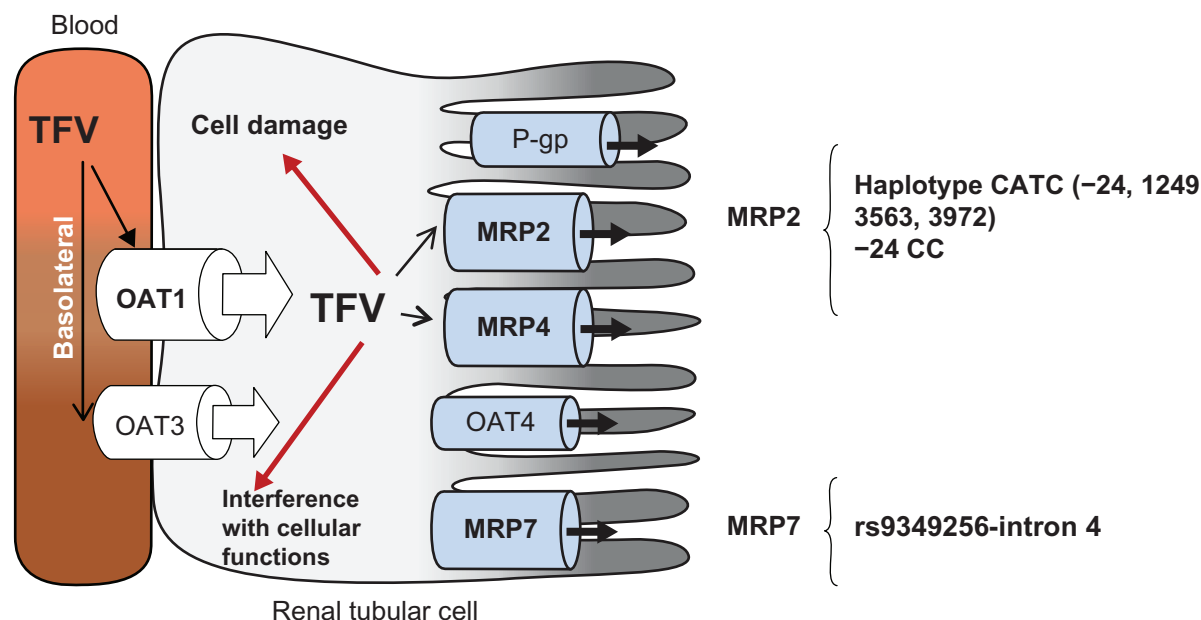 Blood
TFV
Basolateral
OAT1
OAT3
Cell damage
TFV
Interference
with cellular
functions
P-gp
MRP2
MRP4
OAT4
MRP7
Renal tubular cell
MRP2
Haplotype CATC (−24, 1249
3563, 3972)
−24 CC
MRP7
rs9349256-intron 4